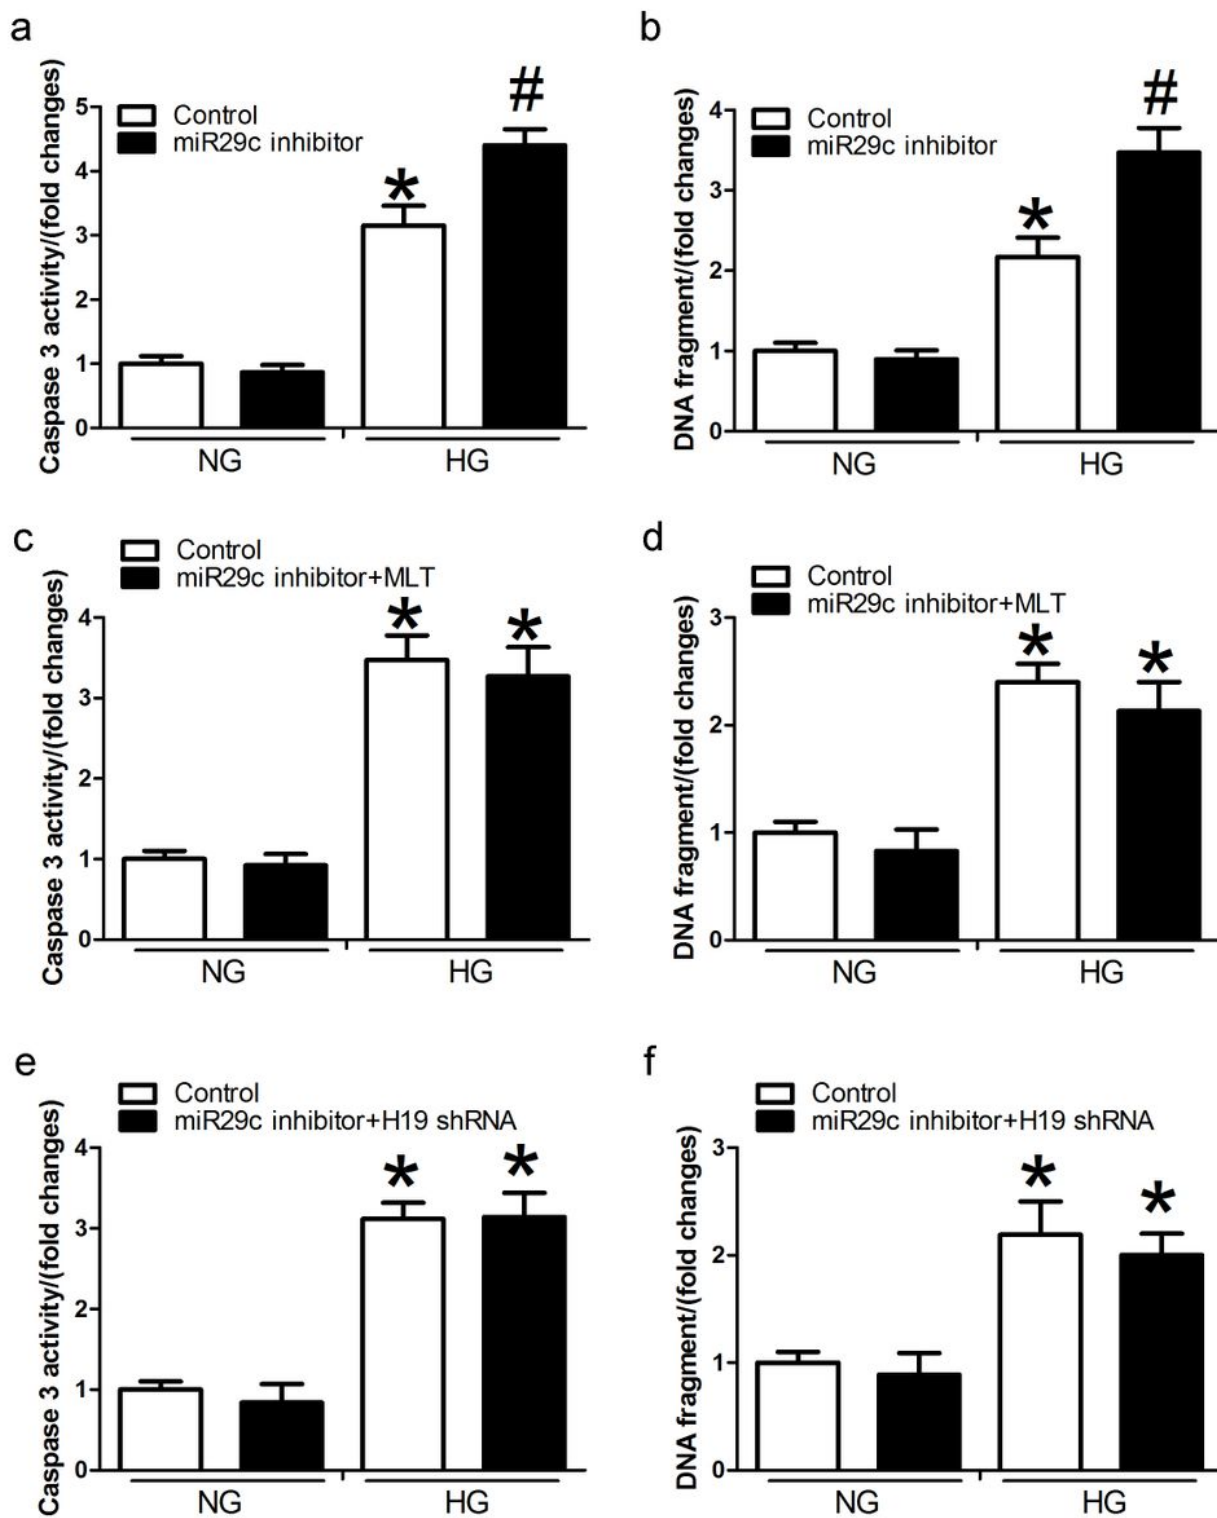 a
Caspase 3 activity/(fold changes)
Control
miR29c inhibitor
5
4
3
2
1
0
*
#
NG
HG
b
DNA fragment/(fold changes)
Control
miR29c inhibitor
4
3
2
1
0
*
#
NG
HG
c
Caspase 3 activity/(fold changes)
Control
miR29c inhibitor+MLT
4
3
2
1
0
*
*
NG
HG
d
DNA fragment/(fold changes)
Control
miR29c inhibitor+MLT
3
2
1
0
*
*
NG
HG
e
Caspase 3 activity/(fold changes)
Control
miR29c inhibitor+H19 shRNA
4
3
2
1
0
*
*
NG
HG
f
DNA fragment/(fold changes)
Control
miR29c inhibitor+H19 shRNA
3
2
1
0
*
*
NG
HG